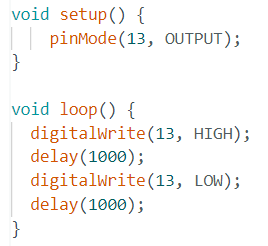 void setup() {
    pinMode(13, OUTPUT);
}

void loop() {
  digitalWrite(13, HIGH);
  delay(1000);
  digitalWrite(13, LOW);
  delay(1000);
}